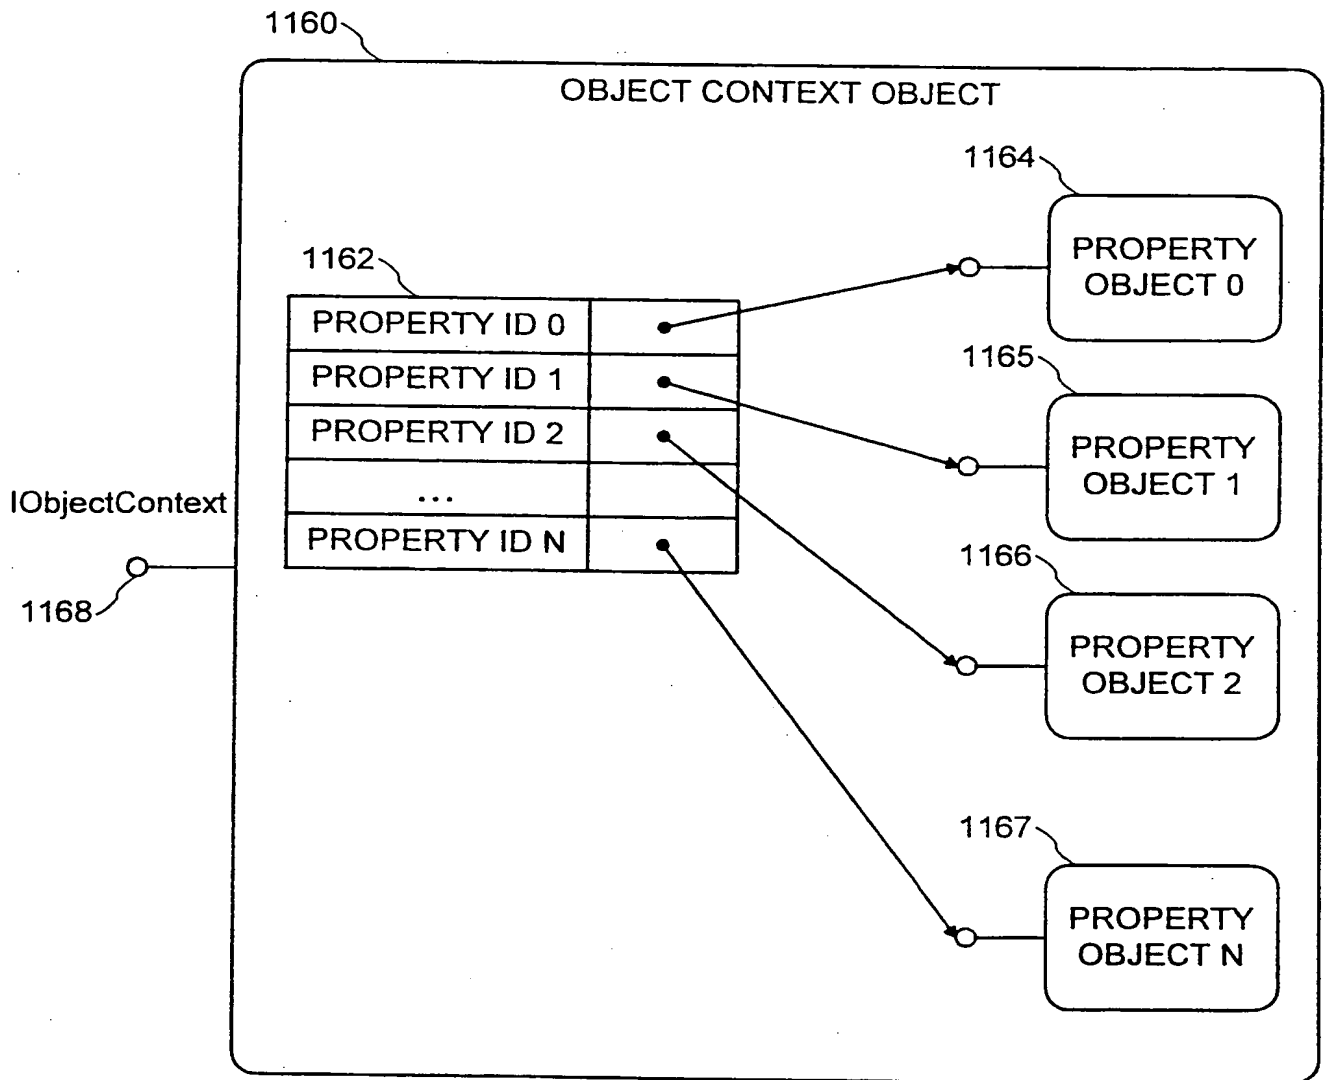 1160
OBJECT CONTEXT OBJECT
1164
PROPERTY
OBJECT 0
1162
PROPERTY ID 0
PROPERTY ID 1
PROPERTY ID 2
...
PROPERTY ID N
1165
PROPERTY
OBJECT 1
IObjectContext
1168
1166
PROPERTY
OBJECT 2
1167
PROPERTY
OBJECT N